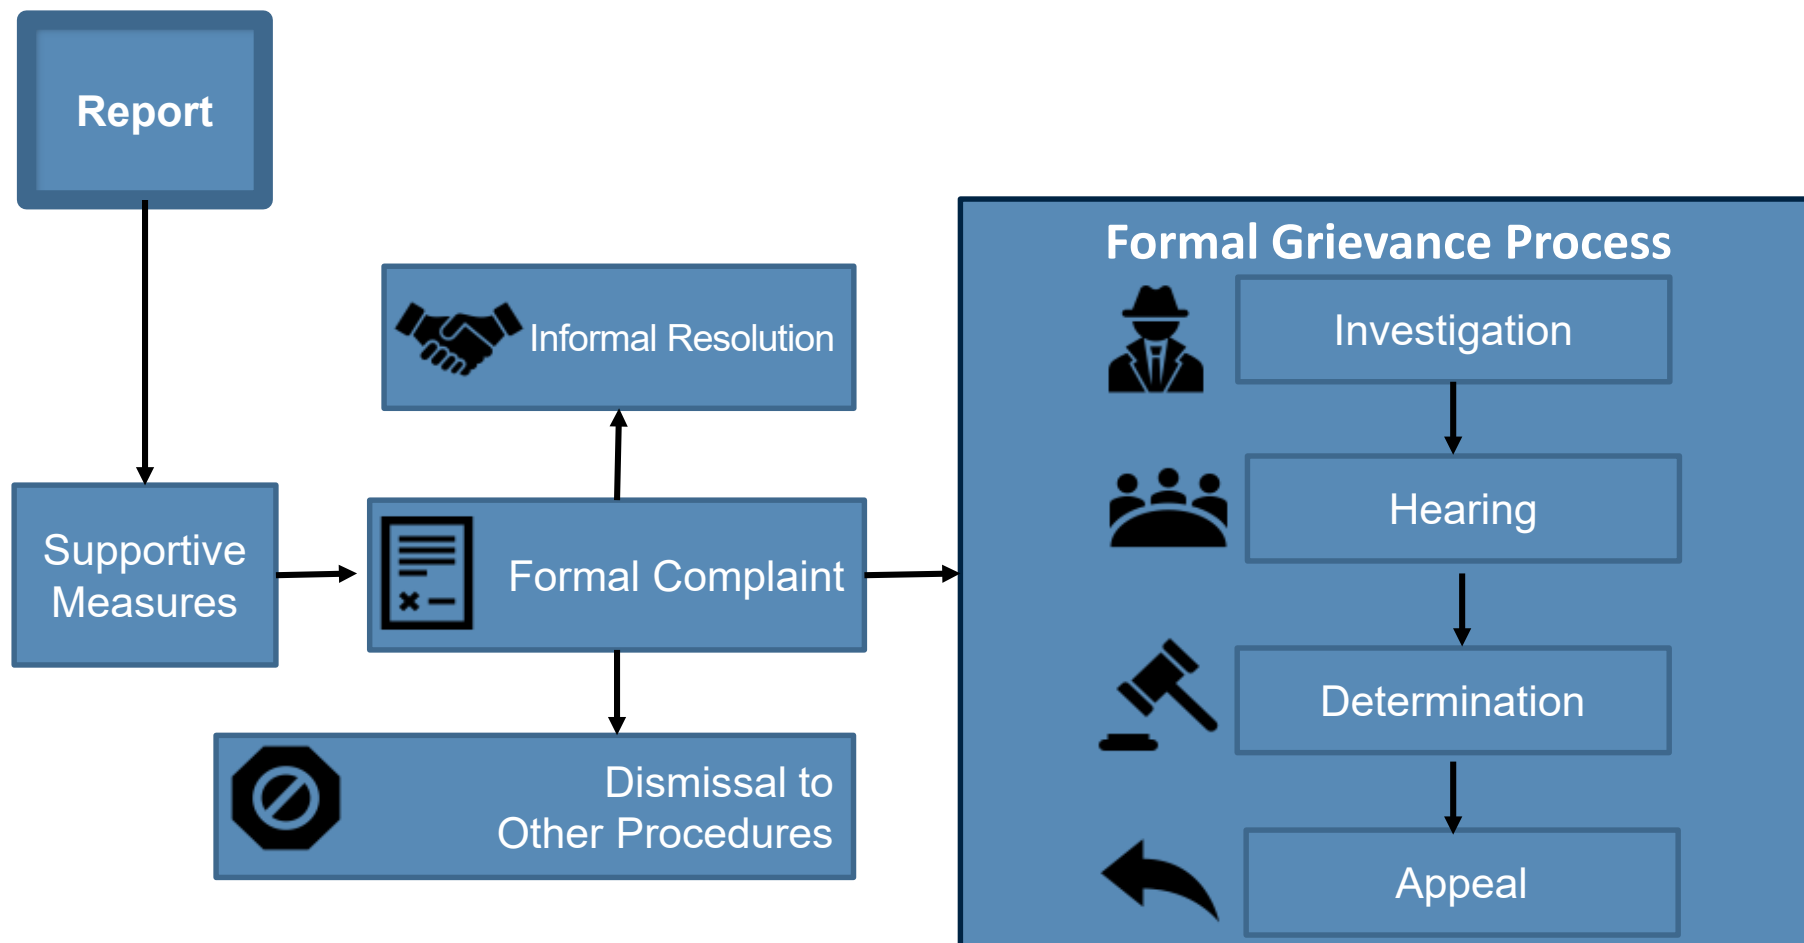 Report
Supportive
Measures
Informal Resolution
Formal Complaint
Dismissal to
Other Procedures
Formal Grievance Process
Investigation
Hearing
Determination
Appeal